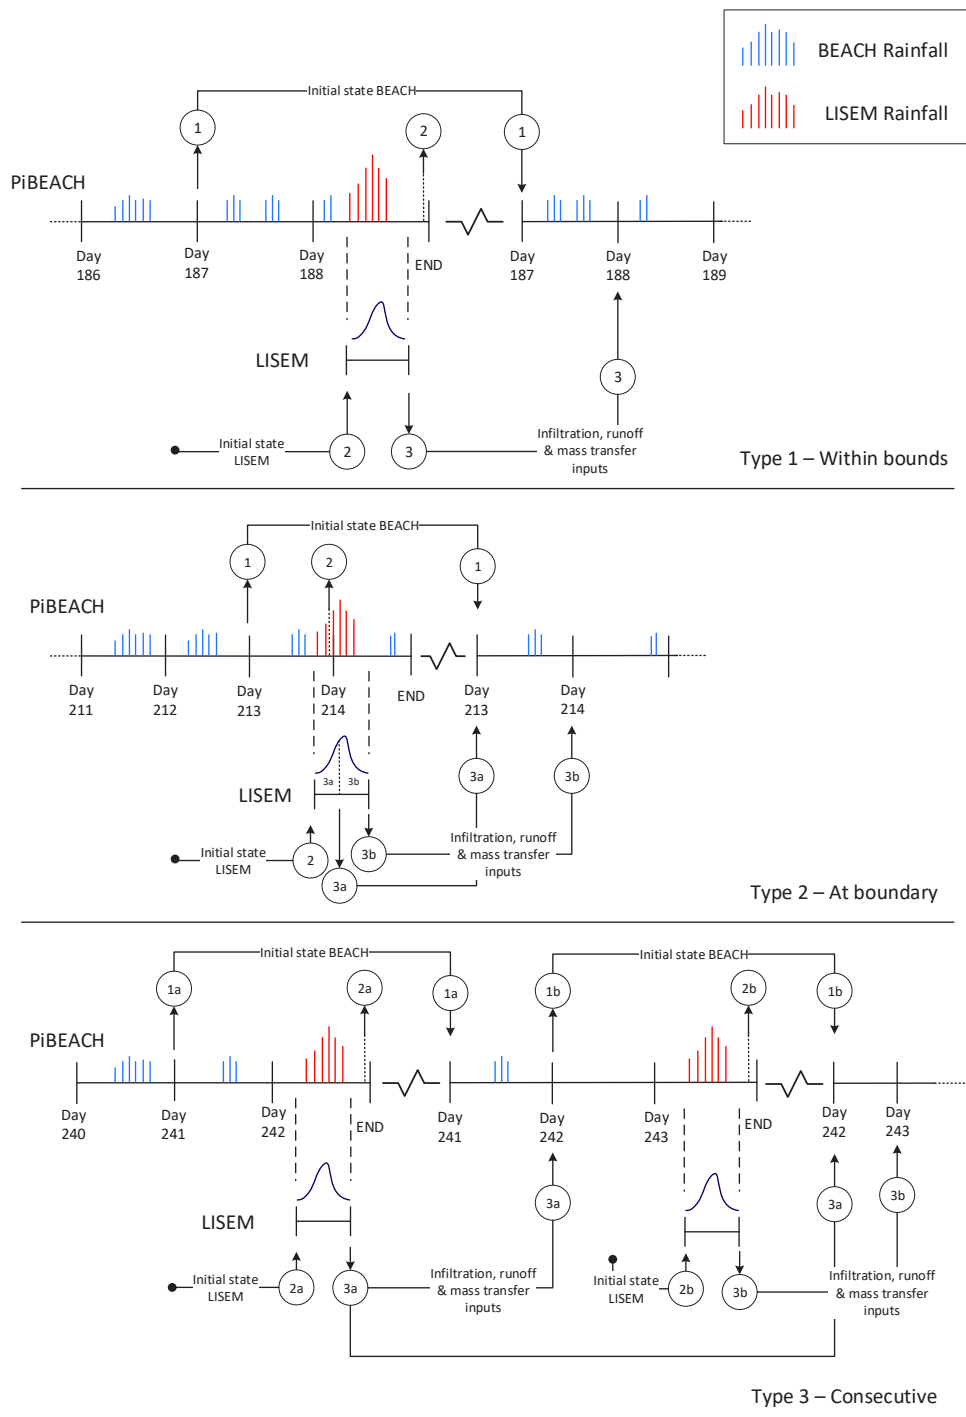 BEACH Rainfall
LISEM Rainfall
Initial state BEACH
1
2
1
PiBEACH
Day
186
Day
187
Day
188
END
Day
187
Day
188
Day
189
LISEM
3
Initial state
LISEM
2
3
Infiltration, runoff
& mass transfer
inputs
Type 1 – Within bounds
Initial state BEACH
1
2
1
PiBEACH
Day
211
Day
212
Day
213
Day
214
END
Day
213
Day
214
3a
3b
LISEM
3a
3b
Initial state
LISEM
2
3b
3a
Infiltration, runoff
& mass transfer
inputs
Type 2 – At boundary
Initial state BEACH
Initial state BEACH
1a
2a
1a
1b
2b
1b
PiBEACH
Day
240
Day
241
Day
242
END
Day
241
Day
242
Day
243
END
Day
242
Day
243
3a
3a
3b
LISEM
Initial state
LISEM
2a
3a
Infiltration, runoff
& mass transfer
inputs
Initial state
LISEM
2b
3b
Infiltration, runoff
& mass transfer
inputs
Type 3 – Consecutive